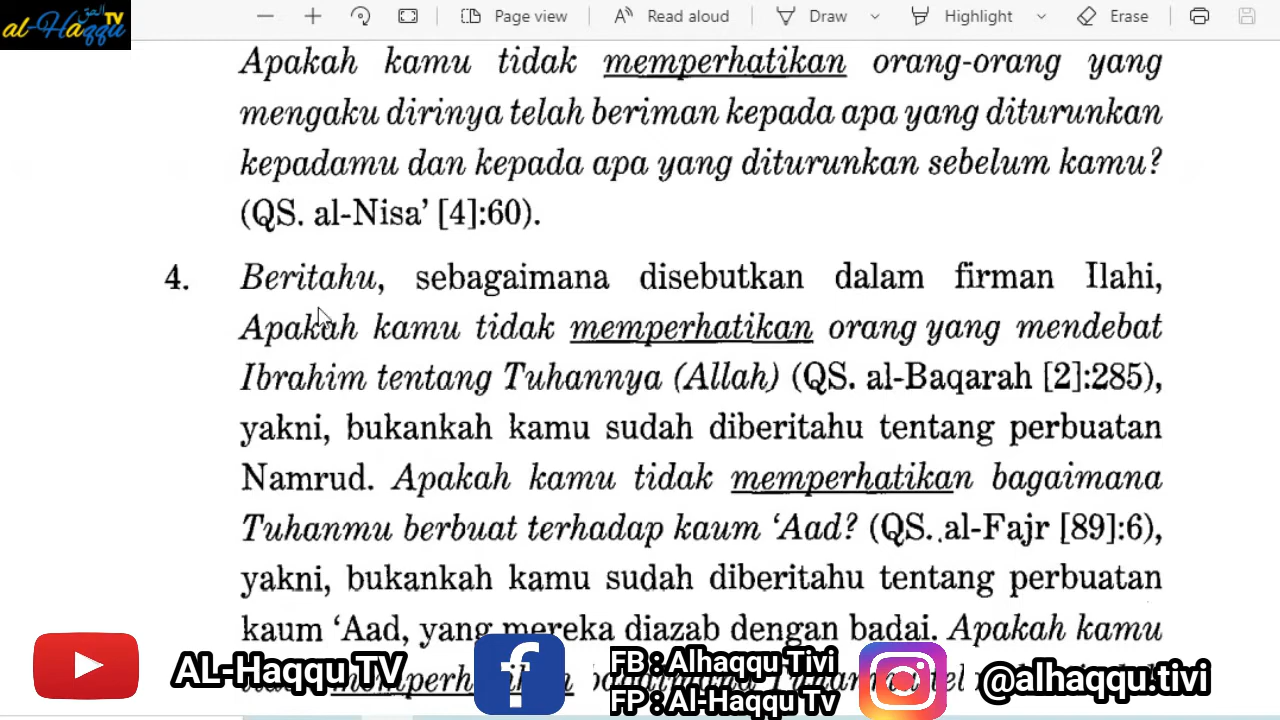 الحق TV
al-Haqqu
Page view
Read aloud
Draw
Highlight
Erase
Apakah kamu tidak memperhatikan orang-orang yang
mengaku dirinya telah beriman kepada apa yang diturunkan
kepadamu dan kepada apa yang diturunkan sebelum kamu?
(QS. al-Nisa’ [4]:60).
4. Beritahu, sebagaimana disebutkan dalam firman Ilahi,
Apakah kamu tidak memperhatikan orang yang mendebat
Ibrahim tentang Tuhannya (Allah) (QS. al-Baqarah [2]:285),
yakni, bukankah kamu sudah diberitahu tentang perbuatan
Namrud. Apakah kamu tidak memperhatikan bagaimana
Tuhanmu berbuat terhadap kaum ‘Aad? (QS. al-Fajr [89]:6),
yakni, bukankah kamu sudah diberitahu tentang perbuatan
kaum ‘Aad, yang mereka diazab dengan badai. Apakah kamu
AL-Haqqu TV
FB : Alhaqqu Tivi
FP : Al-Haqqu Tv
@alhaqqu.tivi